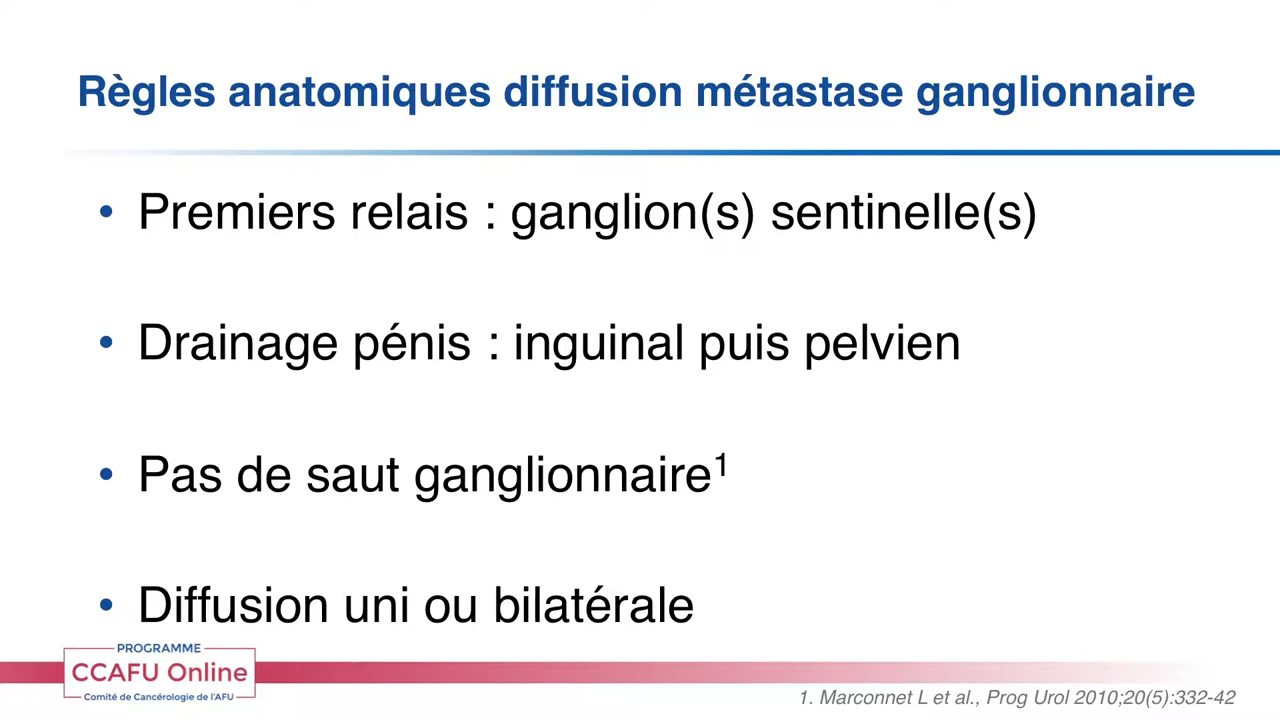 Règles anatomiques diffusion métastase ganglionnaire
• Premiers relais : ganglion(s) sentinelle(s)
• Drainage pénis : inguinal puis pelvien
• Pas de saut ganglionnaire¹
• Diffusion uni ou bilatérale
PROGRAMME
CCAFU Online
Comité de Cancérologie de l'AFU
1. Marconnet L et al., Prog Urol 2010;20(5):332-42